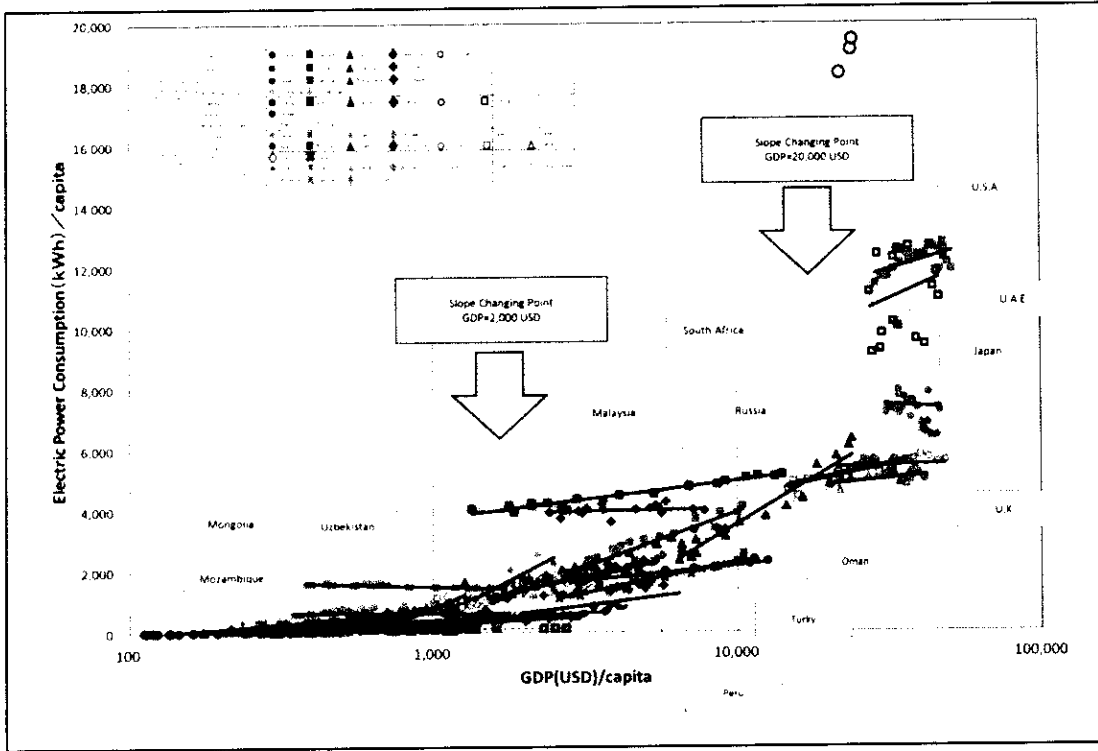 20,000
18,000
16,000
14,000
12,000
10,000
8,000
6,000
4,000
2,000
0
Electric Power Consumption(kWh)/capita
Slope Changing Point
GDP=20,000 USD
Slope Changing Point
GDP=2,000 USD
U.S.A
U.A.E
South Africa
Japan
Malaysia
Russia
Mongolia
Uzbekistan
U.K
Mozambique
Oman
Turky
Peru
100
1,000
10,000
100,000
GDP(USD)/capita